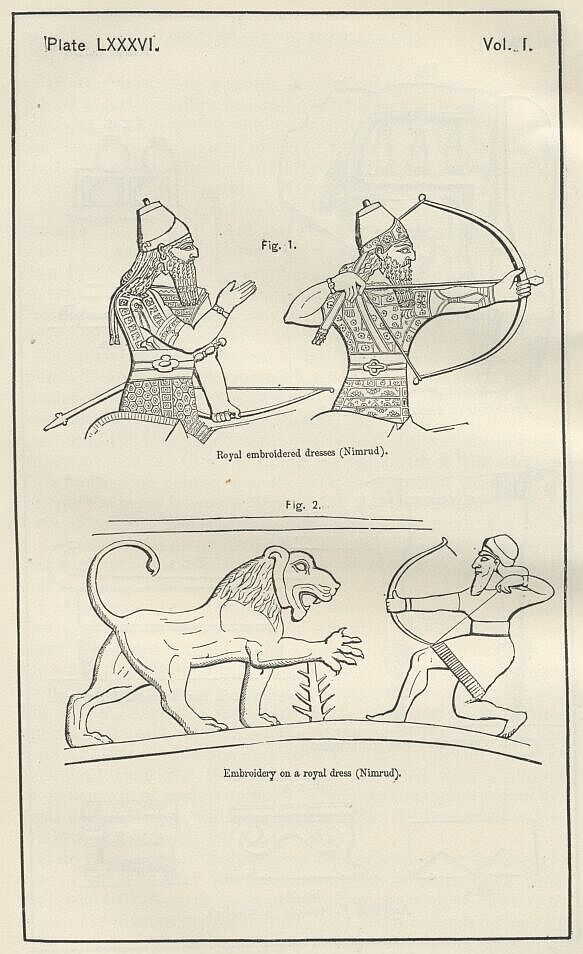 Plate LXXXVI.
Vol. I.
Fig. 1.
Royal embroidered dresses (Nimrud).
Fig. 2.
Embroidery on a royal dress (Nimrud).